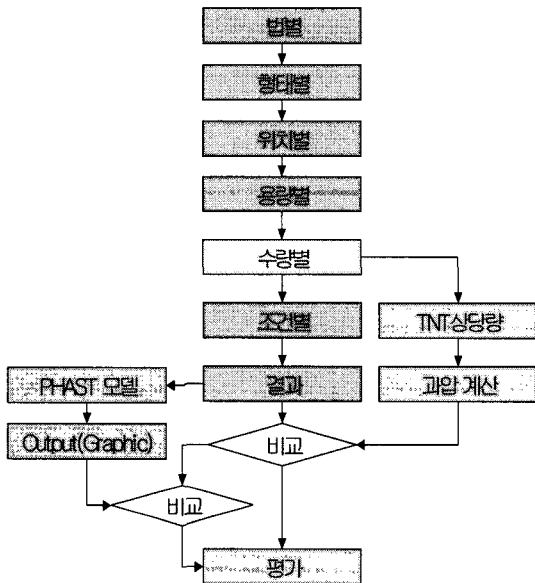 법별
형태별
위치별
용량별
수량별
조건별
TNT상당량
PHAST 모델
결과
과압 계산
Output(Graphic)
비교
비교
평가